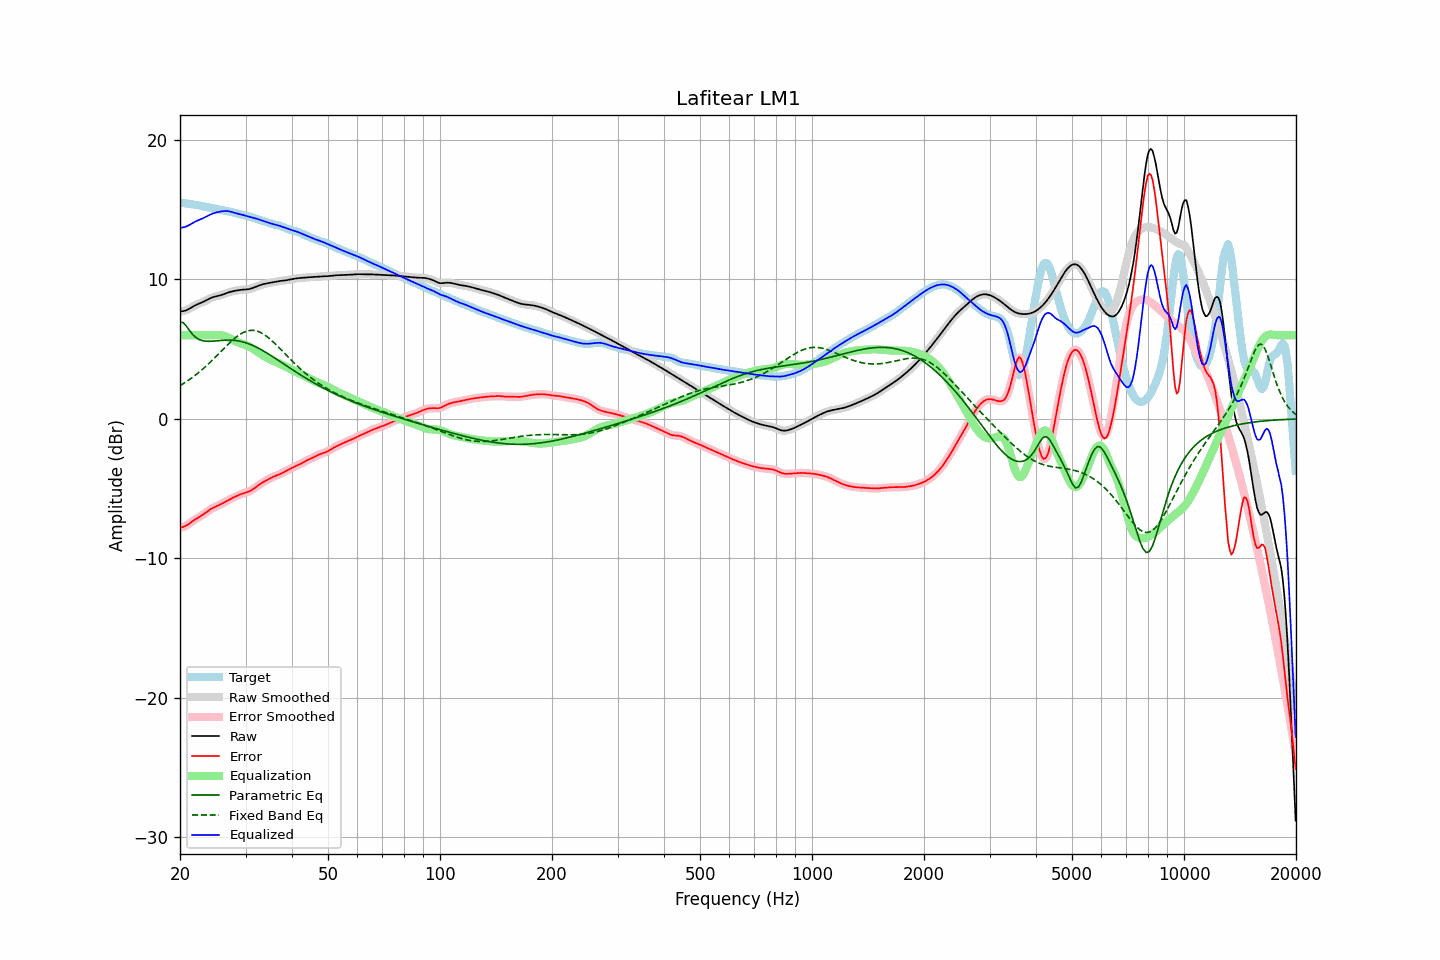 Lafitear LM1
Amplitude (dBr)
20
10
0
−10
−20
−30
Target
Raw Smoothed
Error Smoothed
Raw
Error
Equalization
Parametric Eq
Fixed Band Eq
Equalized
20 50 100 200 500 1000 2000 5000 10000 20000
Frequency (Hz)